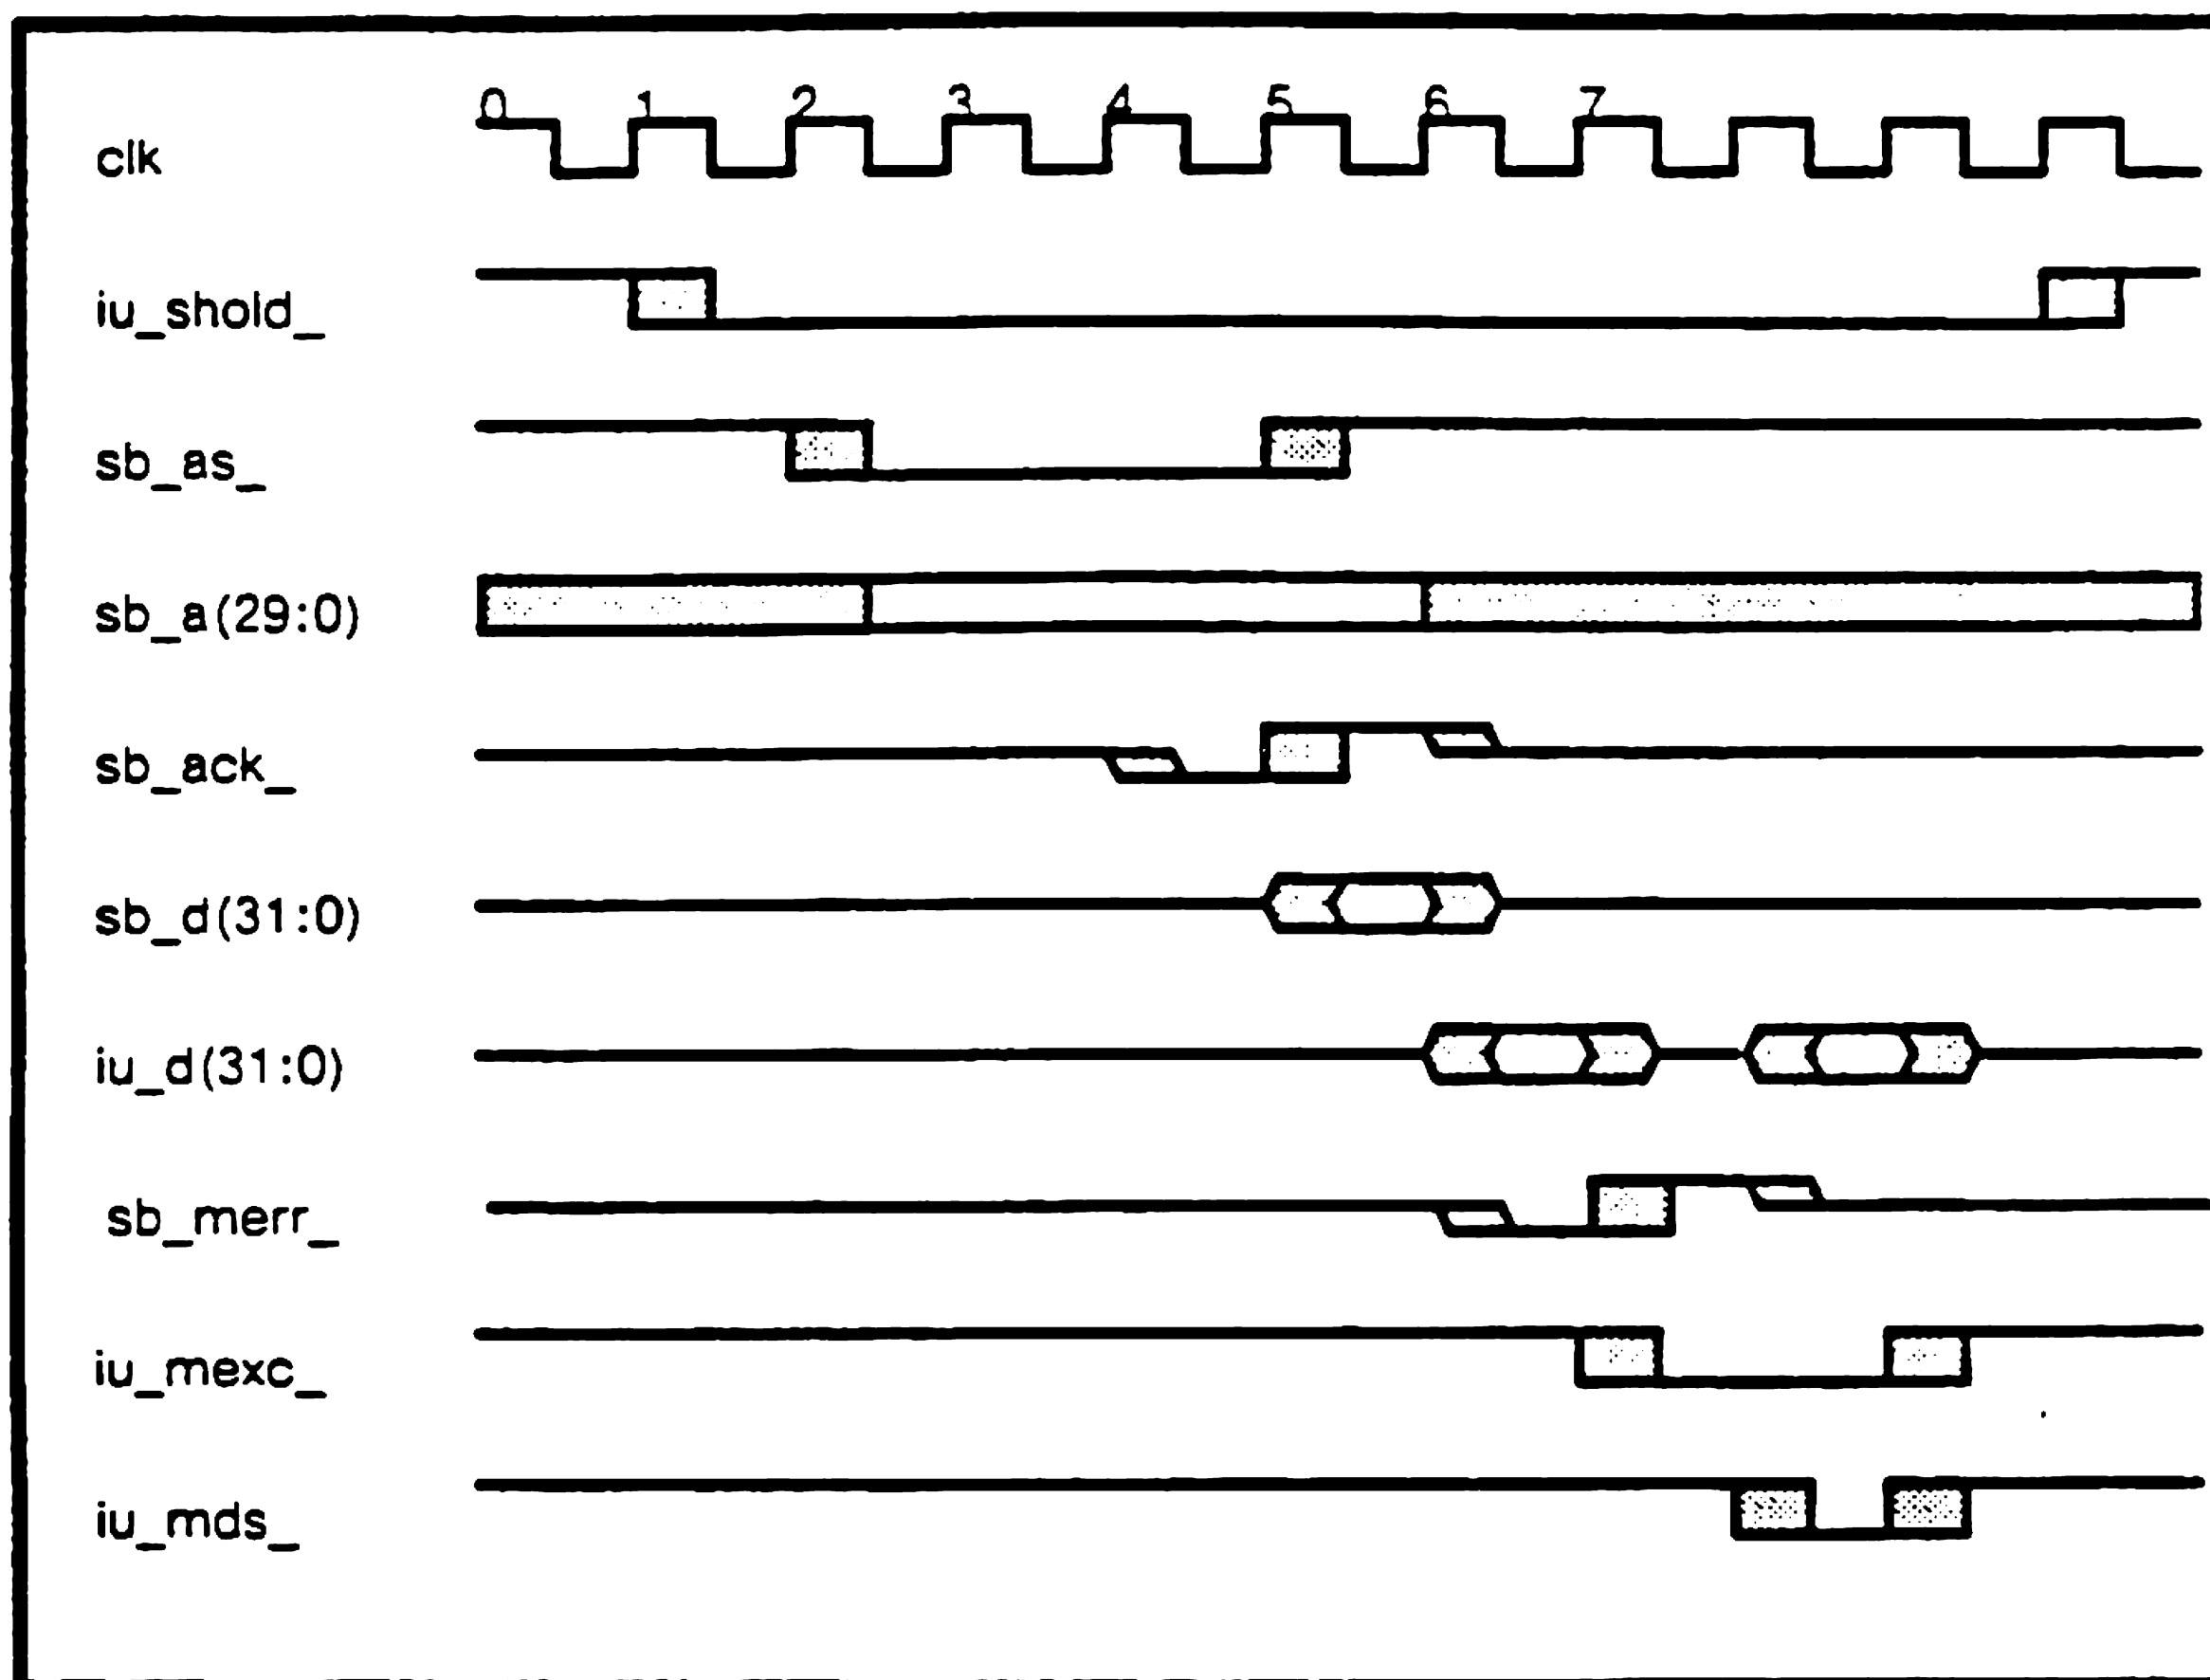 0 1 2 3 4 5 6 7
clk
iu_shold_
sb_as_
sb_a(29:0)
sb_ack_
sb_d(31:0)
iu_d(31:0)
sb_merr_
iu_mexc_
iu_mds_